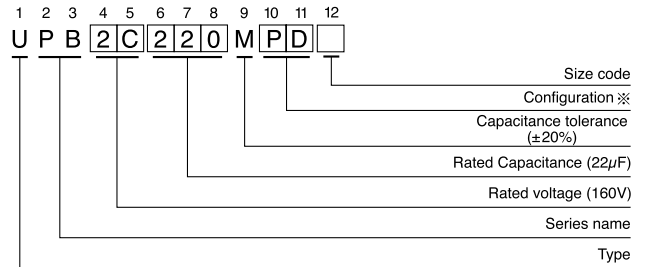 1 2 3 4 5 6 7 8 9 10 11 12
U P B 2 C 2 2 0 M P D
Size code
Configuration ※
Capacitance tolerance
(±20%)
Rated Capacitance (22µF)
Rated voltage (160V)
Series name
Type